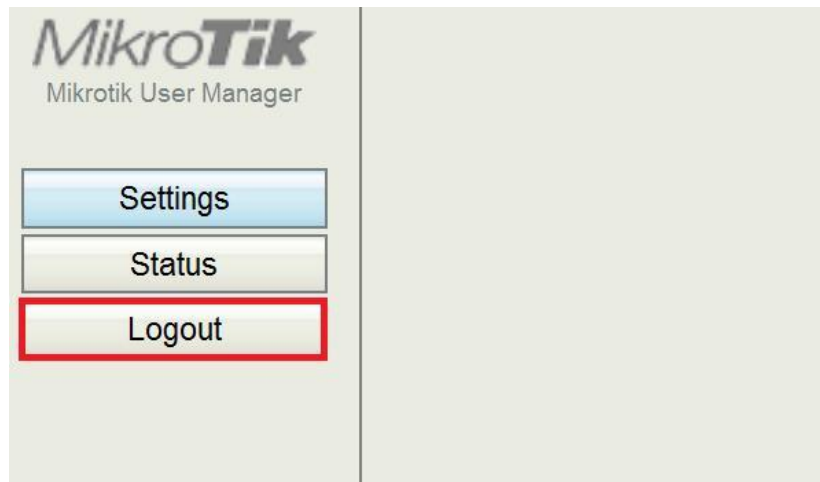 MikroTik
Mikrotik User Manager
Settings
Status
Logout